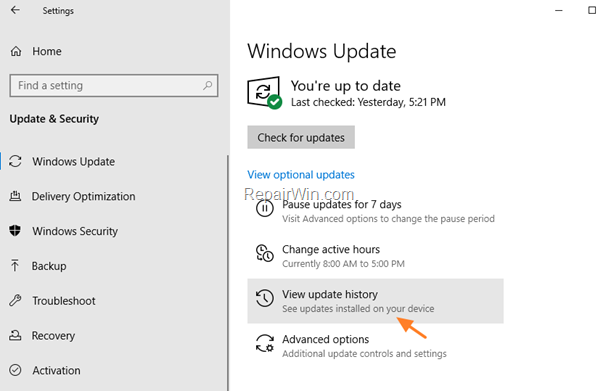 Settings
Home
Find a setting
Update & Security
Windows Update
Delivery Optimization
Windows Security
Backup
Troubleshoot
Recovery
Activation
Windows Update
You're up to date
Last checked: Yesterday, 5:21 PM
Check for updates
View optional updates
RepairWin.com
Pause updates for 7 days
Visit Advanced options to change the pause period
Change active hours
Currently 8:00 AM to 5:00 PM
View update history
See updates installed on your device
Advanced options
Additional update controls and settings